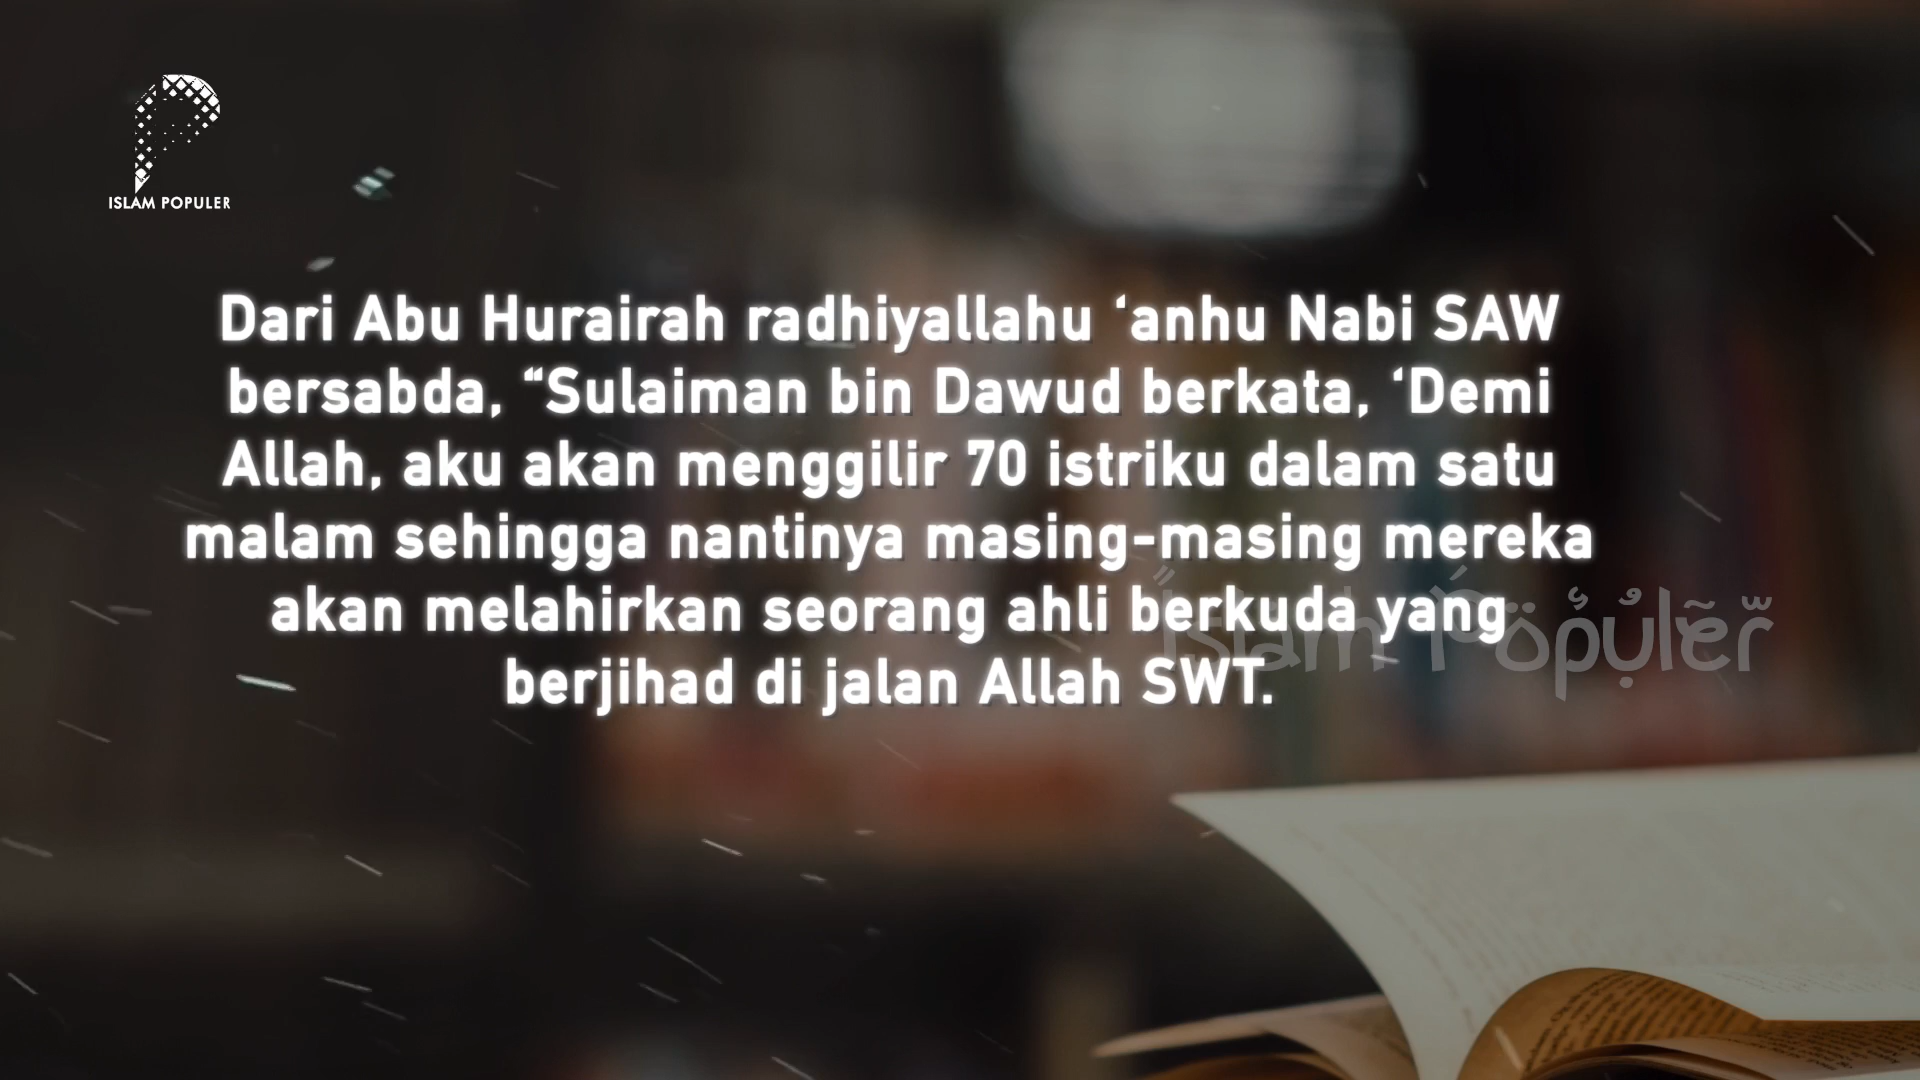 ISLAM POPULER
Dari Abu Hurairah radhiyallahu ‘anhu Nabi SAW
bersabda, “Sulaiman bin Dawud berkata, ‘Demi
Allah, aku akan menggilir 70 istriku dalam satu
malam sehingga nantinya masing-masing mereka
akan melahirkan seorang ahli berkuda yang
berjihad di jalan Allah SWT.
Islam Populer